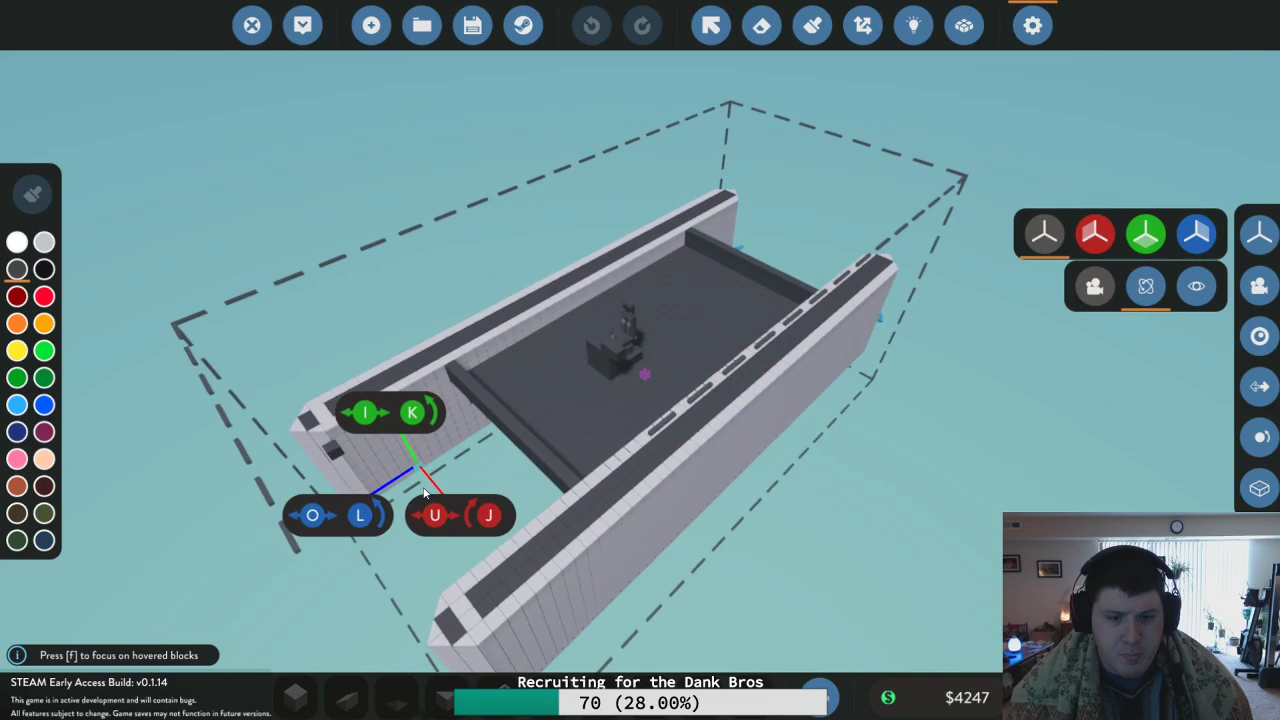 I K
O L
U J
Press [f] to focus on hovered blocks
STEAM Early Access Build: v0.1.14
This game is in active development and will contain bugs.
All features subject to change. Game saves may not function in future versions.
Recruiting for the Dank Bros
70 (28.00%)
$4247